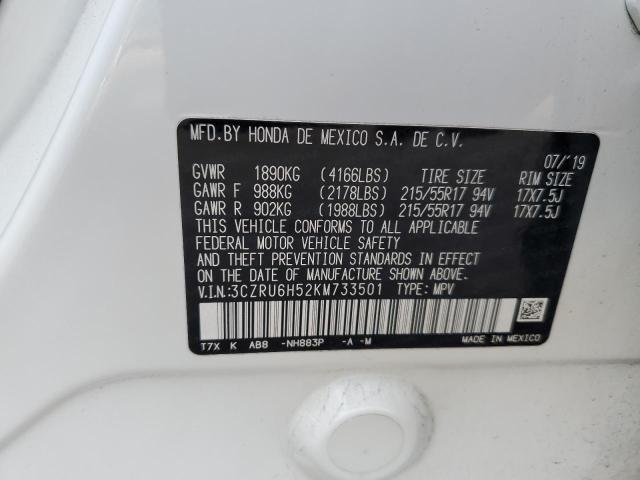 MFD.BY HONDA DE MEXICO S.A. DE C.V.
07/'19
GVWR 1890KG (4166LBS) TIRE SIZE RIM SIZE
GAWR F 988KG (2178LBS) 215/55R17 94V 17X7.5J
GAWR R 902KG (1988LBS) 215/55R17 94V 17X7.5J
THIS VEHICLE CONFORMS TO ALL APPLICABLE
FEDERAL MOTOR VEHICLE SAFETY
AND THEFT PREVENTION STANDARDS IN EFFECT ON
THE DATE OF MANUFACTURE SHOWN ABOVE.
V.I.N:3CZRU6H52KM733501 TYPE: MPV
T7X K AB8 -NH883P -A -M MADE IN MEXICO